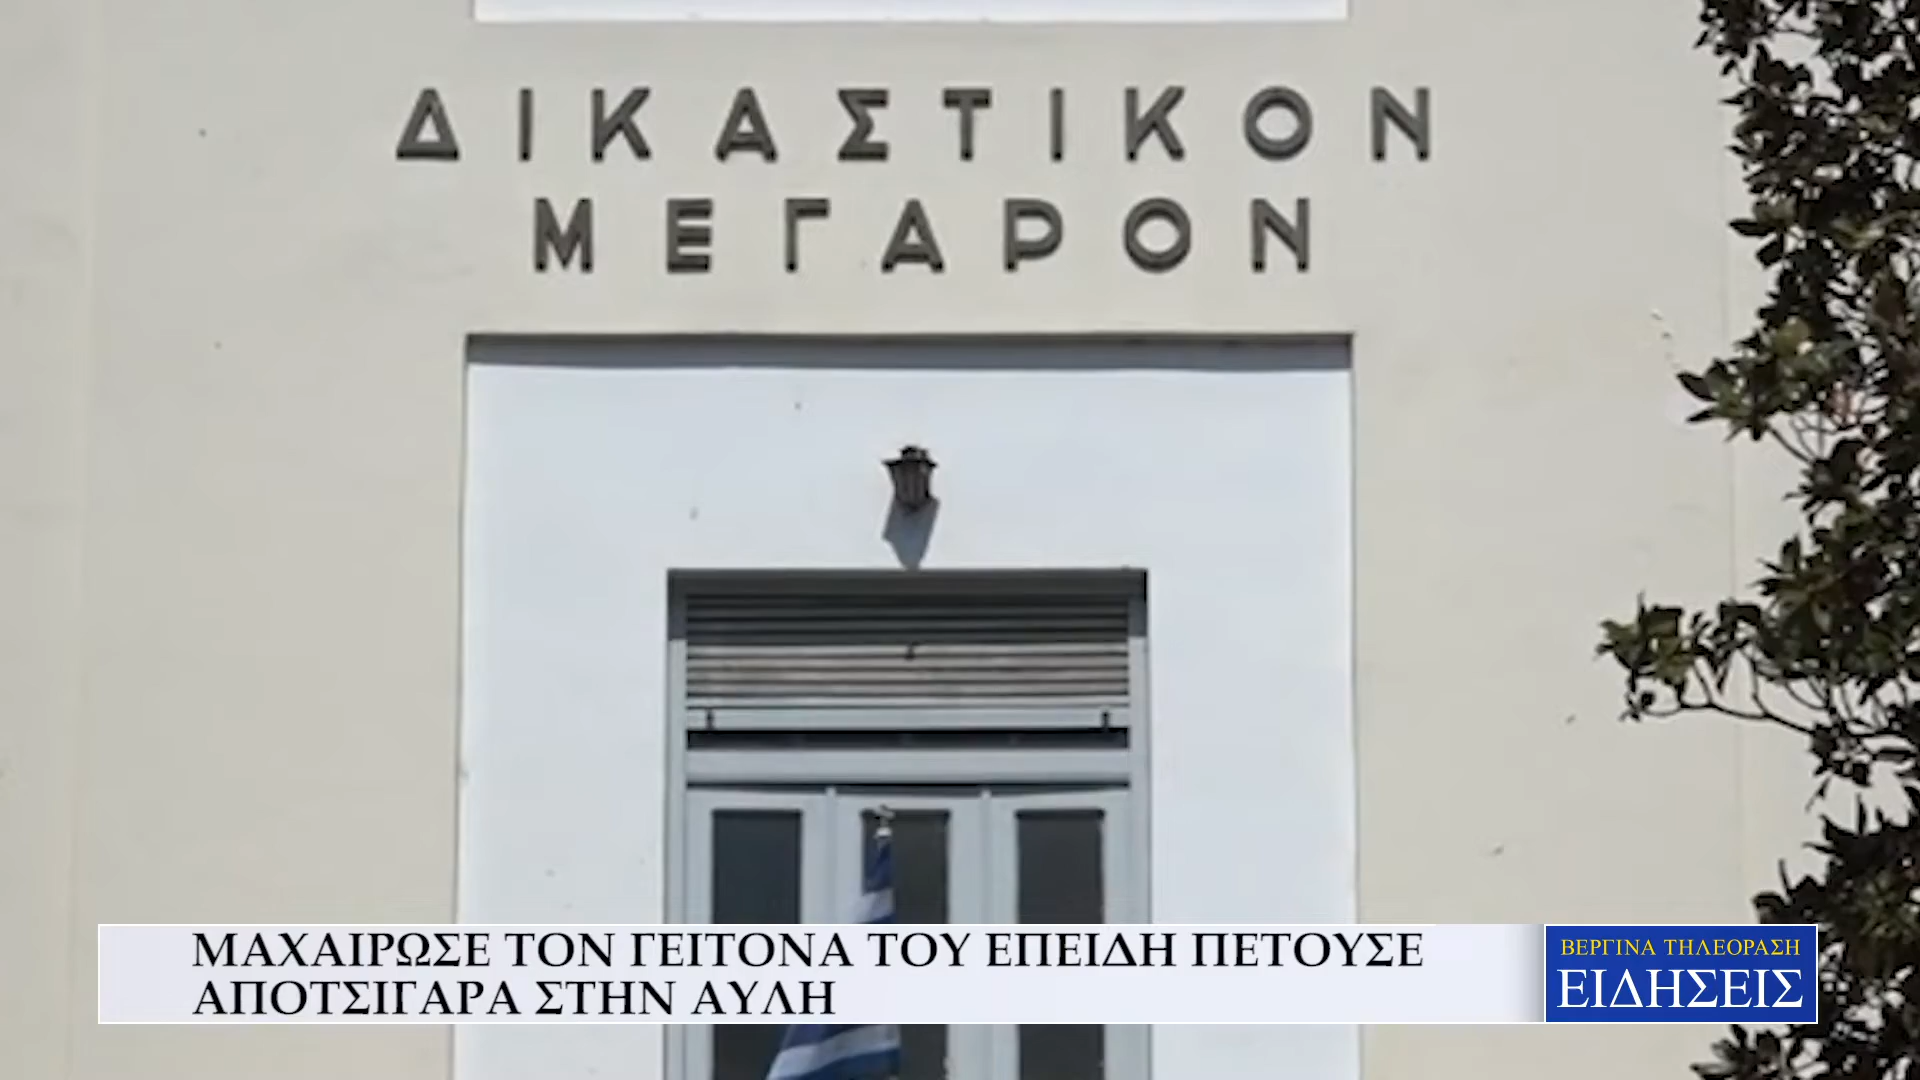 ΔΙΚΑΣΤΙΚΟΝ
ΜΕΓΑΡΟΝ
ΜΑΧΑΙΡΩΣΕ ΤΟΝ ΓΕΙΤΟΝΑ ΤΟΥ ΕΠΕΙΔΗ ΠΕΤΟΥΣΕ
ΑΠΟΤΣΙΓΑΡΑ ΣΤΗΝ ΑΥΛΗ
ΒΕΡΓΙΝΑ ΤΗΛΕΟΡΑΣΗ
ΕΙΔΗΣΕΙΣ